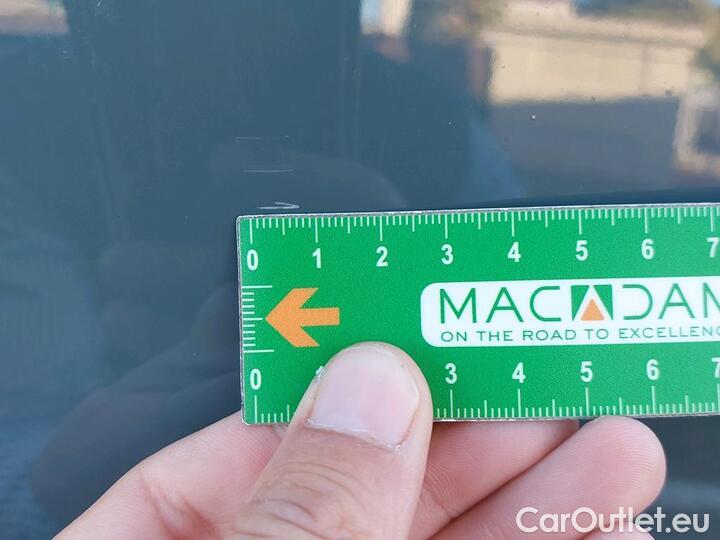 0 1 2 3 4 5 6 7
MACADAM
ON THE ROAD TO EXCELLENC
0 3 4 5 6 7
CarOutlet.eu